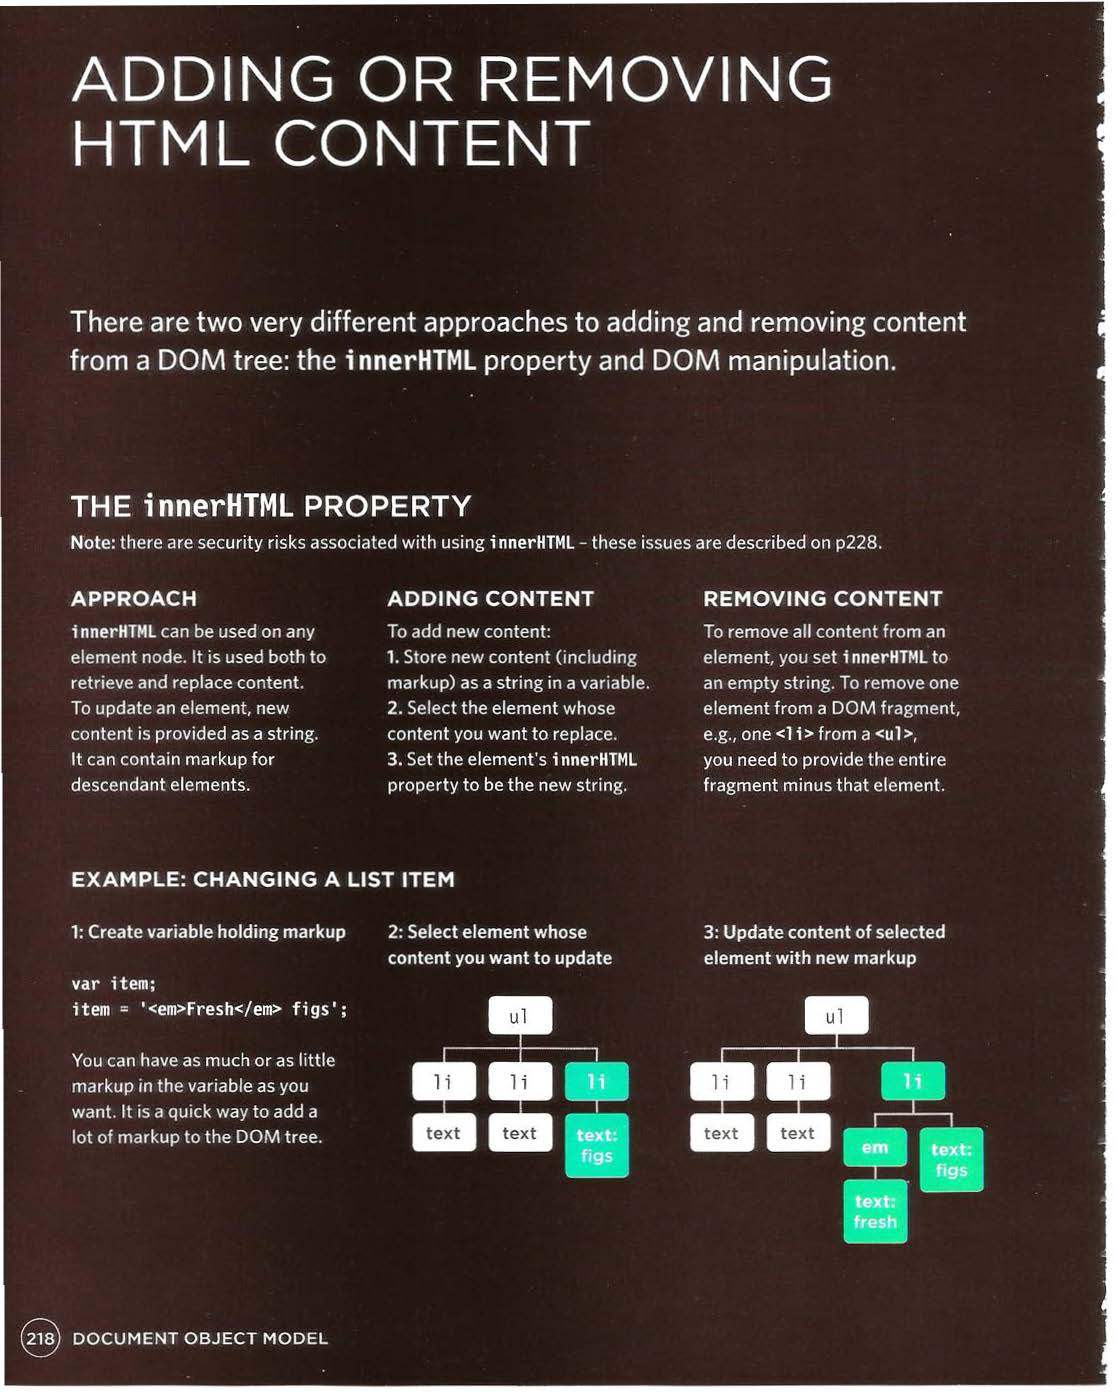 ADDING OR REMOVING
HTML CONTENT
There are two very different approaches to adding and removing content
from a DOM tree: the innerHTML property and DOM manipulation.
THE innerHTML PROPERTY
Note: there are security risks associated with using innerHTML – these issues are described on p228.
APPROACH
innerHTML can be used on any
element node. It is used both to
retrieve and replace content.
To update an element, new
content is provided as a string.
It can contain markup for
descendant elements.
ADDING CONTENT
To add new content:
1. Store new content (including
markup) as a string in a variable.
2. Select the element whose
content you want to replace.
3. Set the element's innerHTML
property to be the new string.
REMOVING CONTENT
To remove all content from an
element, you set innerHTML to
an empty string. To remove one
element from a DOM fragment,
e.g., one <li> from a <ul>,
you need to provide the entire
fragment minus that element.
EXAMPLE: CHANGING A LIST ITEM
1: Create variable holding markup
var item;
item = '<em>Fresh</em> figs';
You can have as much or as little
markup in the variable as you
want. It is a quick way to add a
lot of markup to the DOM tree.
2: Select element whose
content you want to update
ul
li li li
text text text:
figs
3: Update content of selected
element with new markup
ul
li li li
text text
em text:
figs
text:
fresh
218 DOCUMENT OBJECT MODEL